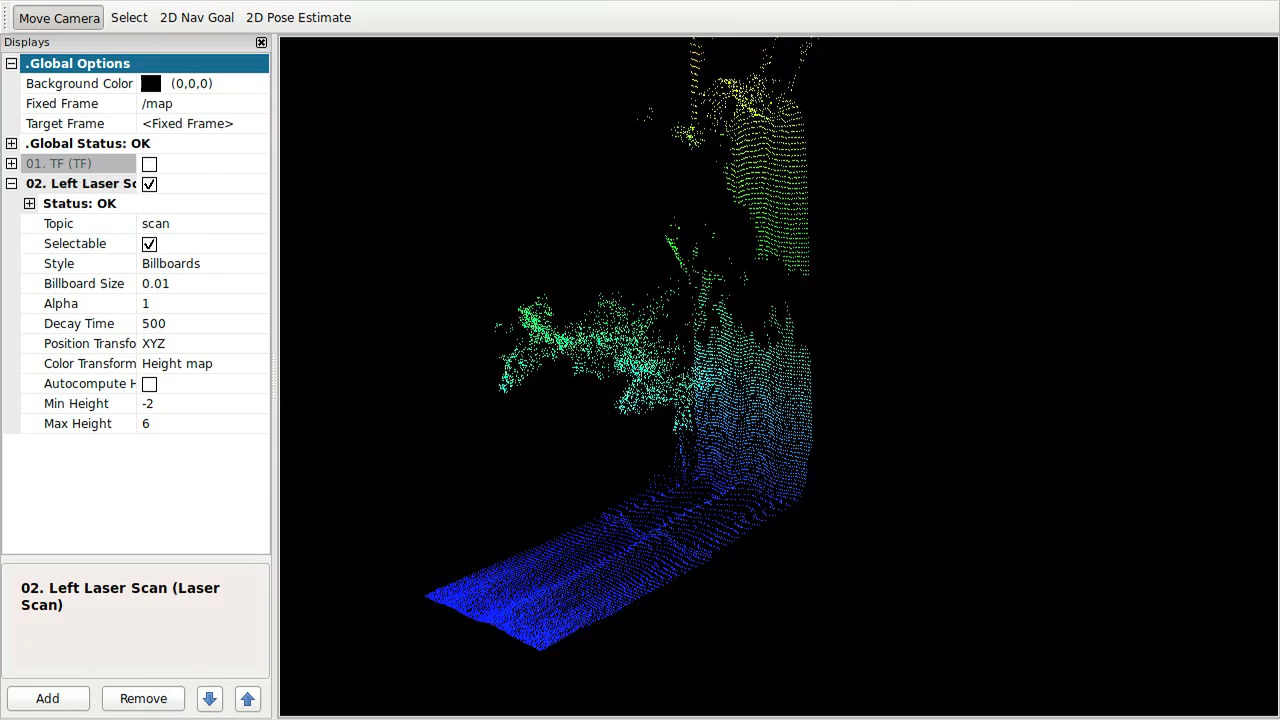 Move Camera Select 2D Nav Goal 2D Pose Estimate
Displays
.Global Options
Background Color (0,0,0)
Fixed Frame /map
Target Frame <Fixed Frame>
.Global Status: OK
01. TF (TF)
02. Left Laser Sc
Status: OK
Topic scan
Selectable
Style Billboards
Billboard Size 0.01
Alpha 1
Decay Time 500
Position Transfo XYZ
Color Transform Height map
Autocompute H
Min Height -2
Max Height 6
02. Left Laser Scan (Laser
Scan)
Add Remove